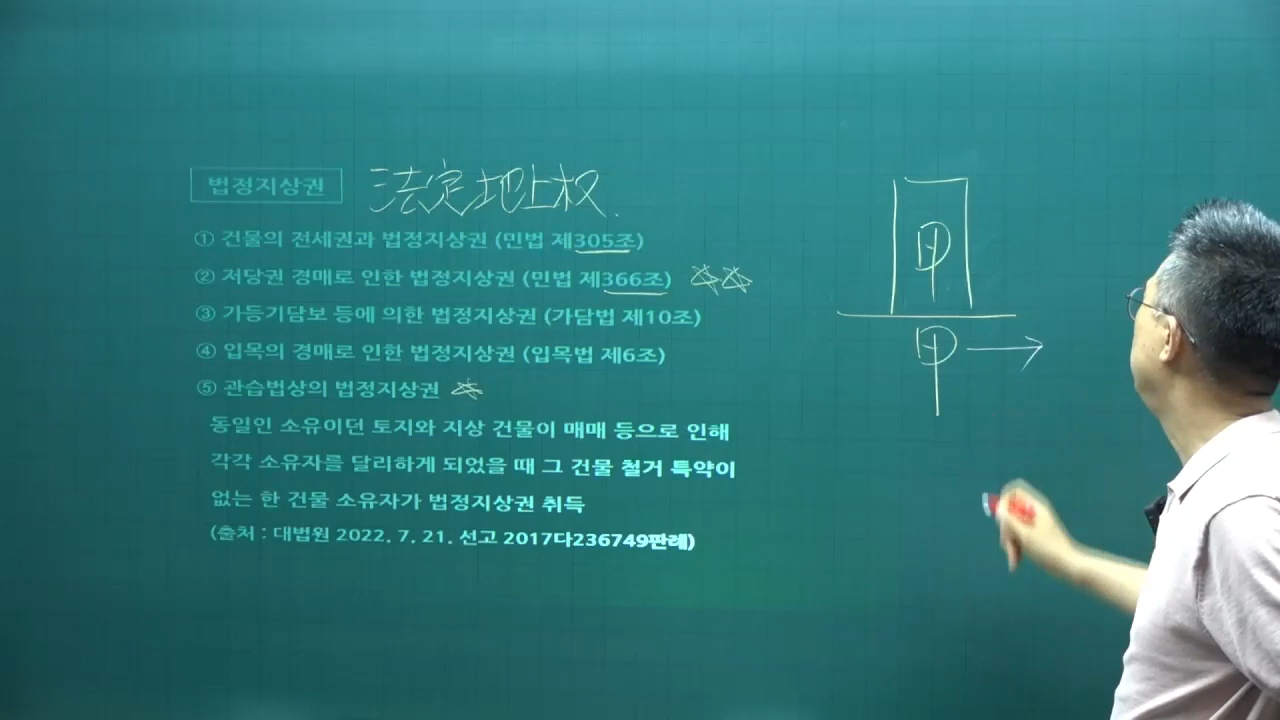 법정지상권 法定地上权.
① 건물의 전세권과 법정지상권 (민법 제305조)
② 저당권 경매로 인한 법정지상권 (민법 제366조) ☆☆
③ 가등기담보 등에 의한 법정지상권 (가담법 제10조)
④ 입목의 경매로 인한 법정지상권 (입목법 제6조)
⑤ 관습법상의 법정지상권 ☆
동일인 소유이던 토지와 지상 건물이 매매 등으로 인해
각각 소유자를 달리하게 되었을 때 그 건물 철거 특약이
없는 한 건물 소유자가 법정지상권 취득
(출처 : 대법원 2022. 7. 21. 선고 2017다236749판례)
甲
甲 →